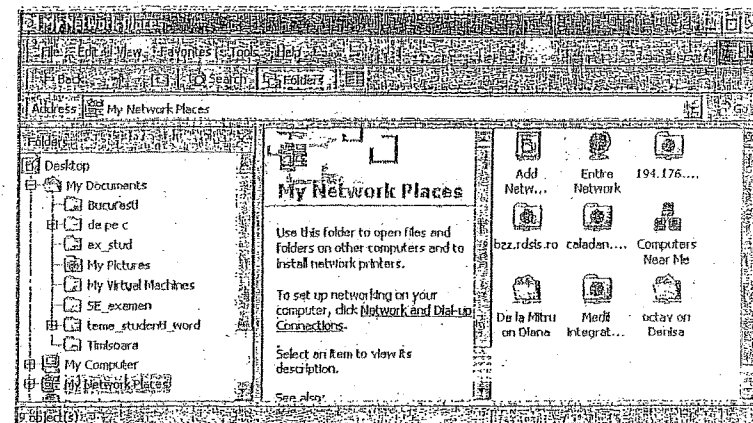 File Edit View Favorites Tools Help
Back Search Folders
Address My Network Places
Folders
Desktop
My Documents
Bucuresti
de pe c
ex_stud
My Pictures
My Virtual Machines
SE_examen
teme_studenti_word
Timisoara
My Computer
My Network Places
My Network Places
Use this folder to open files and
folders on other computers and to
install network printers.
To set up networking on your
computer, click Network and Dial-up
Connections.
Select an item to view its
description.
See also:
Add
Netw...
Entire
Network
194.176....
bzz.rdsis.ro
caladan....
Computers
Near Me
De la Mitru
on Diana
Medii
Integrat...
octav on
Denisa
9 object(s)